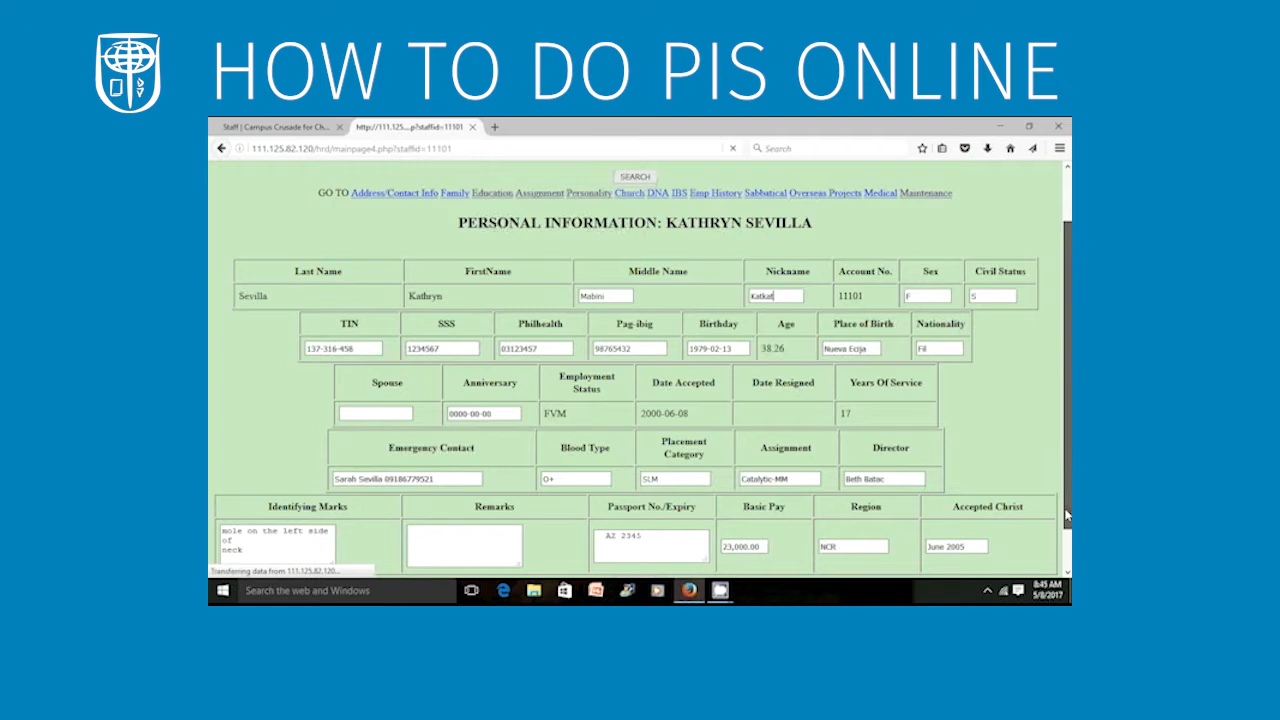 HOW TO DO PIS ONLINE
Staff | Campus Crusade for Ch... http://111.125....p?staffid=11101
111.125.82.120/hrd/mainpage4.php?staffid=11101 Search
SEARCH
GO TO Address/Contact Info Family Education Assignment Personality Church DNA IBS Emp History Sabbatical Overseas Projects Medical Maintenance
PERSONAL INFORMATION: KATHRYN SEVILLA
Last Name FirstName Middle Name Nickname Account No. Sex Civil Status
Sevilla Kathryn Mabini Katkat 11101 F S
TIN SSS Philhealth Pag-ibig Birthday Age Place of Birth Nationality
137-316-458 1234567 03123457 98765432 1979-02-13 38.26 Nueva Ecija Fil
Spouse Anniversary Employment Status Date Accepted Date Resigned Years Of Service
0000-00-00 FVM 2000-06-08 17
Emergency Contact Blood Type Placement Category Assignment Director
Sarah Sevilla 09186779521 O+ SLM Catalytic-MM Beth Batac
Identifying Marks Remarks Passport No./Expiry Basic Pay Region Accepted Christ
mole on the left side
of
neck
AZ 2345 23,000.00 NCR June 2005
Transferring data from 111.125.82.120...
Search the web and Windows
8:45 AM
5/8/2017